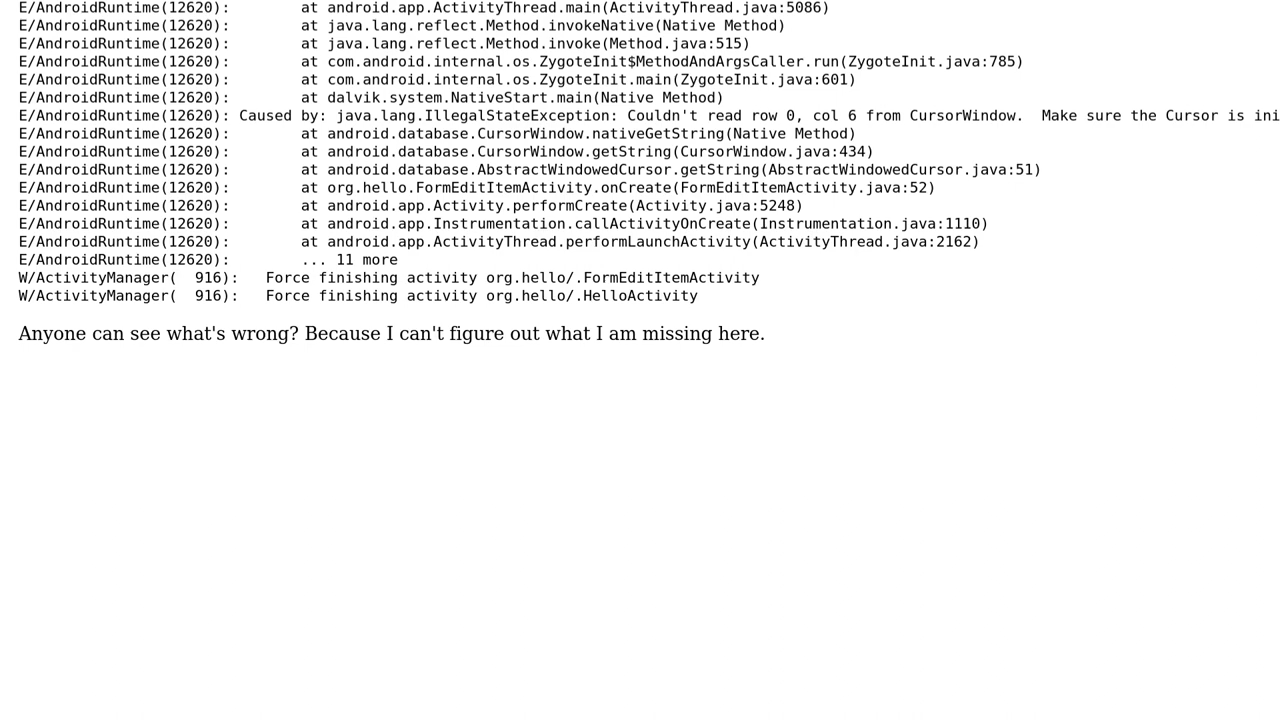 E/AndroidRuntime(12620):        at android.app.ActivityThread.main(ActivityThread.java:5086)
E/AndroidRuntime(12620):        at java.lang.reflect.Method.invokeNative(Native Method)
E/AndroidRuntime(12620):        at java.lang.reflect.Method.invoke(Method.java:515)
E/AndroidRuntime(12620):        at com.android.internal.os.ZygoteInit$MethodAndArgsCaller.run(ZygoteInit.java:785)
E/AndroidRuntime(12620):        at com.android.internal.os.ZygoteInit.main(ZygoteInit.java:601)
E/AndroidRuntime(12620):        at dalvik.system.NativeStart.main(Native Method)
E/AndroidRuntime(12620): Caused by: java.lang.IllegalStateException: Couldn't read row 0, col 6 from CursorWindow.  Make sure the Cursor is ini
E/AndroidRuntime(12620):        at android.database.CursorWindow.nativeGetString(Native Method)
E/AndroidRuntime(12620):        at android.database.CursorWindow.getString(CursorWindow.java:434)
E/AndroidRuntime(12620):        at android.database.AbstractWindowedCursor.getString(AbstractWindowedCursor.java:51)
E/AndroidRuntime(12620):        at org.hello.FormEditItemActivity.onCreate(FormEditItemActivity.java:52)
E/AndroidRuntime(12620):        at android.app.Activity.performCreate(Activity.java:5248)
E/AndroidRuntime(12620):        at android.app.Instrumentation.callActivityOnCreate(Instrumentation.java:1110)
E/AndroidRuntime(12620):        at android.app.ActivityThread.performLaunchActivity(ActivityThread.java:2162)
E/AndroidRuntime(12620):        ... 11 more
W/ActivityManager(  916):   Force finishing activity org.hello/.FormEditItemActivity
W/ActivityManager(  916):   Force finishing activity org.hello/.HelloActivity
Anyone can see what's wrong? Because I can't figure out what I am missing here.